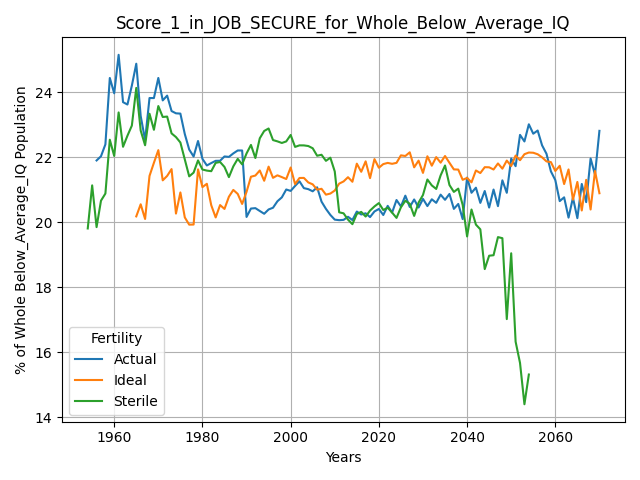 Score_1_in_JOB_SECURE_for_Whole_Below_Average_IQ
% of Whole Below_Average_IQ Population
24
22
20
18
16
14
Fertility
Actual
Ideal
Sterile
1960 1980 2000 2020 2040 2060
Years